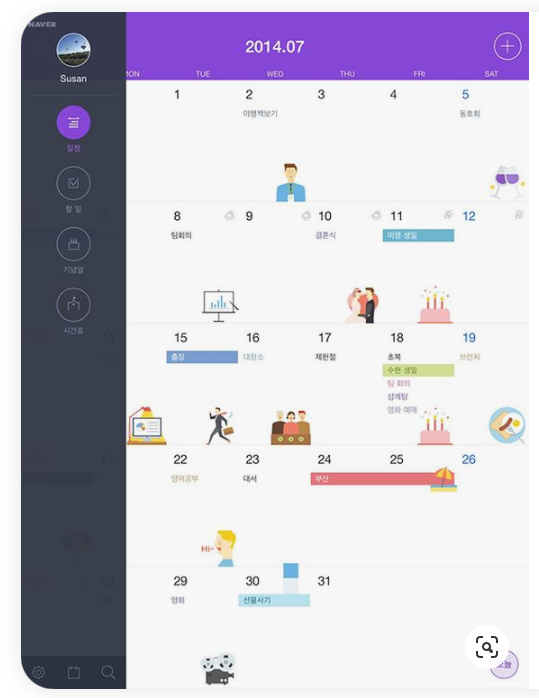 NAVER
Susan
일정
할 일
기념일
시간표
2014.07
+
MON TUE WED THU FRI SAT
1 2 3 4 5
여행책보기 동호회
8 9 10 11 12
팀회의 결혼식 미영 생일
15 16 17 18 19
출장 대청소 제헌절 초복 브런치
수현 생일
팀 회의
삼계탕
영화 예매
22 23 24 25 26
영어공부 대서 부산
Hi~
29 30 31
영화 선물사기
오늘